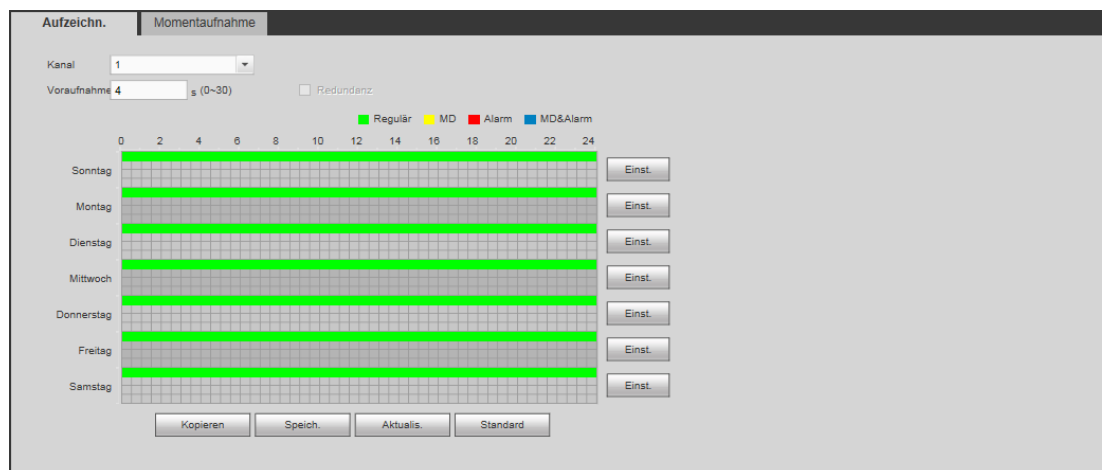 Aufzeichn. Momentaufnahme
Kanal 1
Voraufnahme 4 s (0~30) Redundanz
Regulär MD Alarm MD&Alarm
0 2 4 6 8 10 12 14 16 18 20 22 24
Sonntag Einst.
Montag Einst.
Dienstag Einst.
Mittwoch Einst.
Donnerstag Einst.
Freitag Einst.
Samstag Einst.
Kopieren Speich. Aktualis. Standard